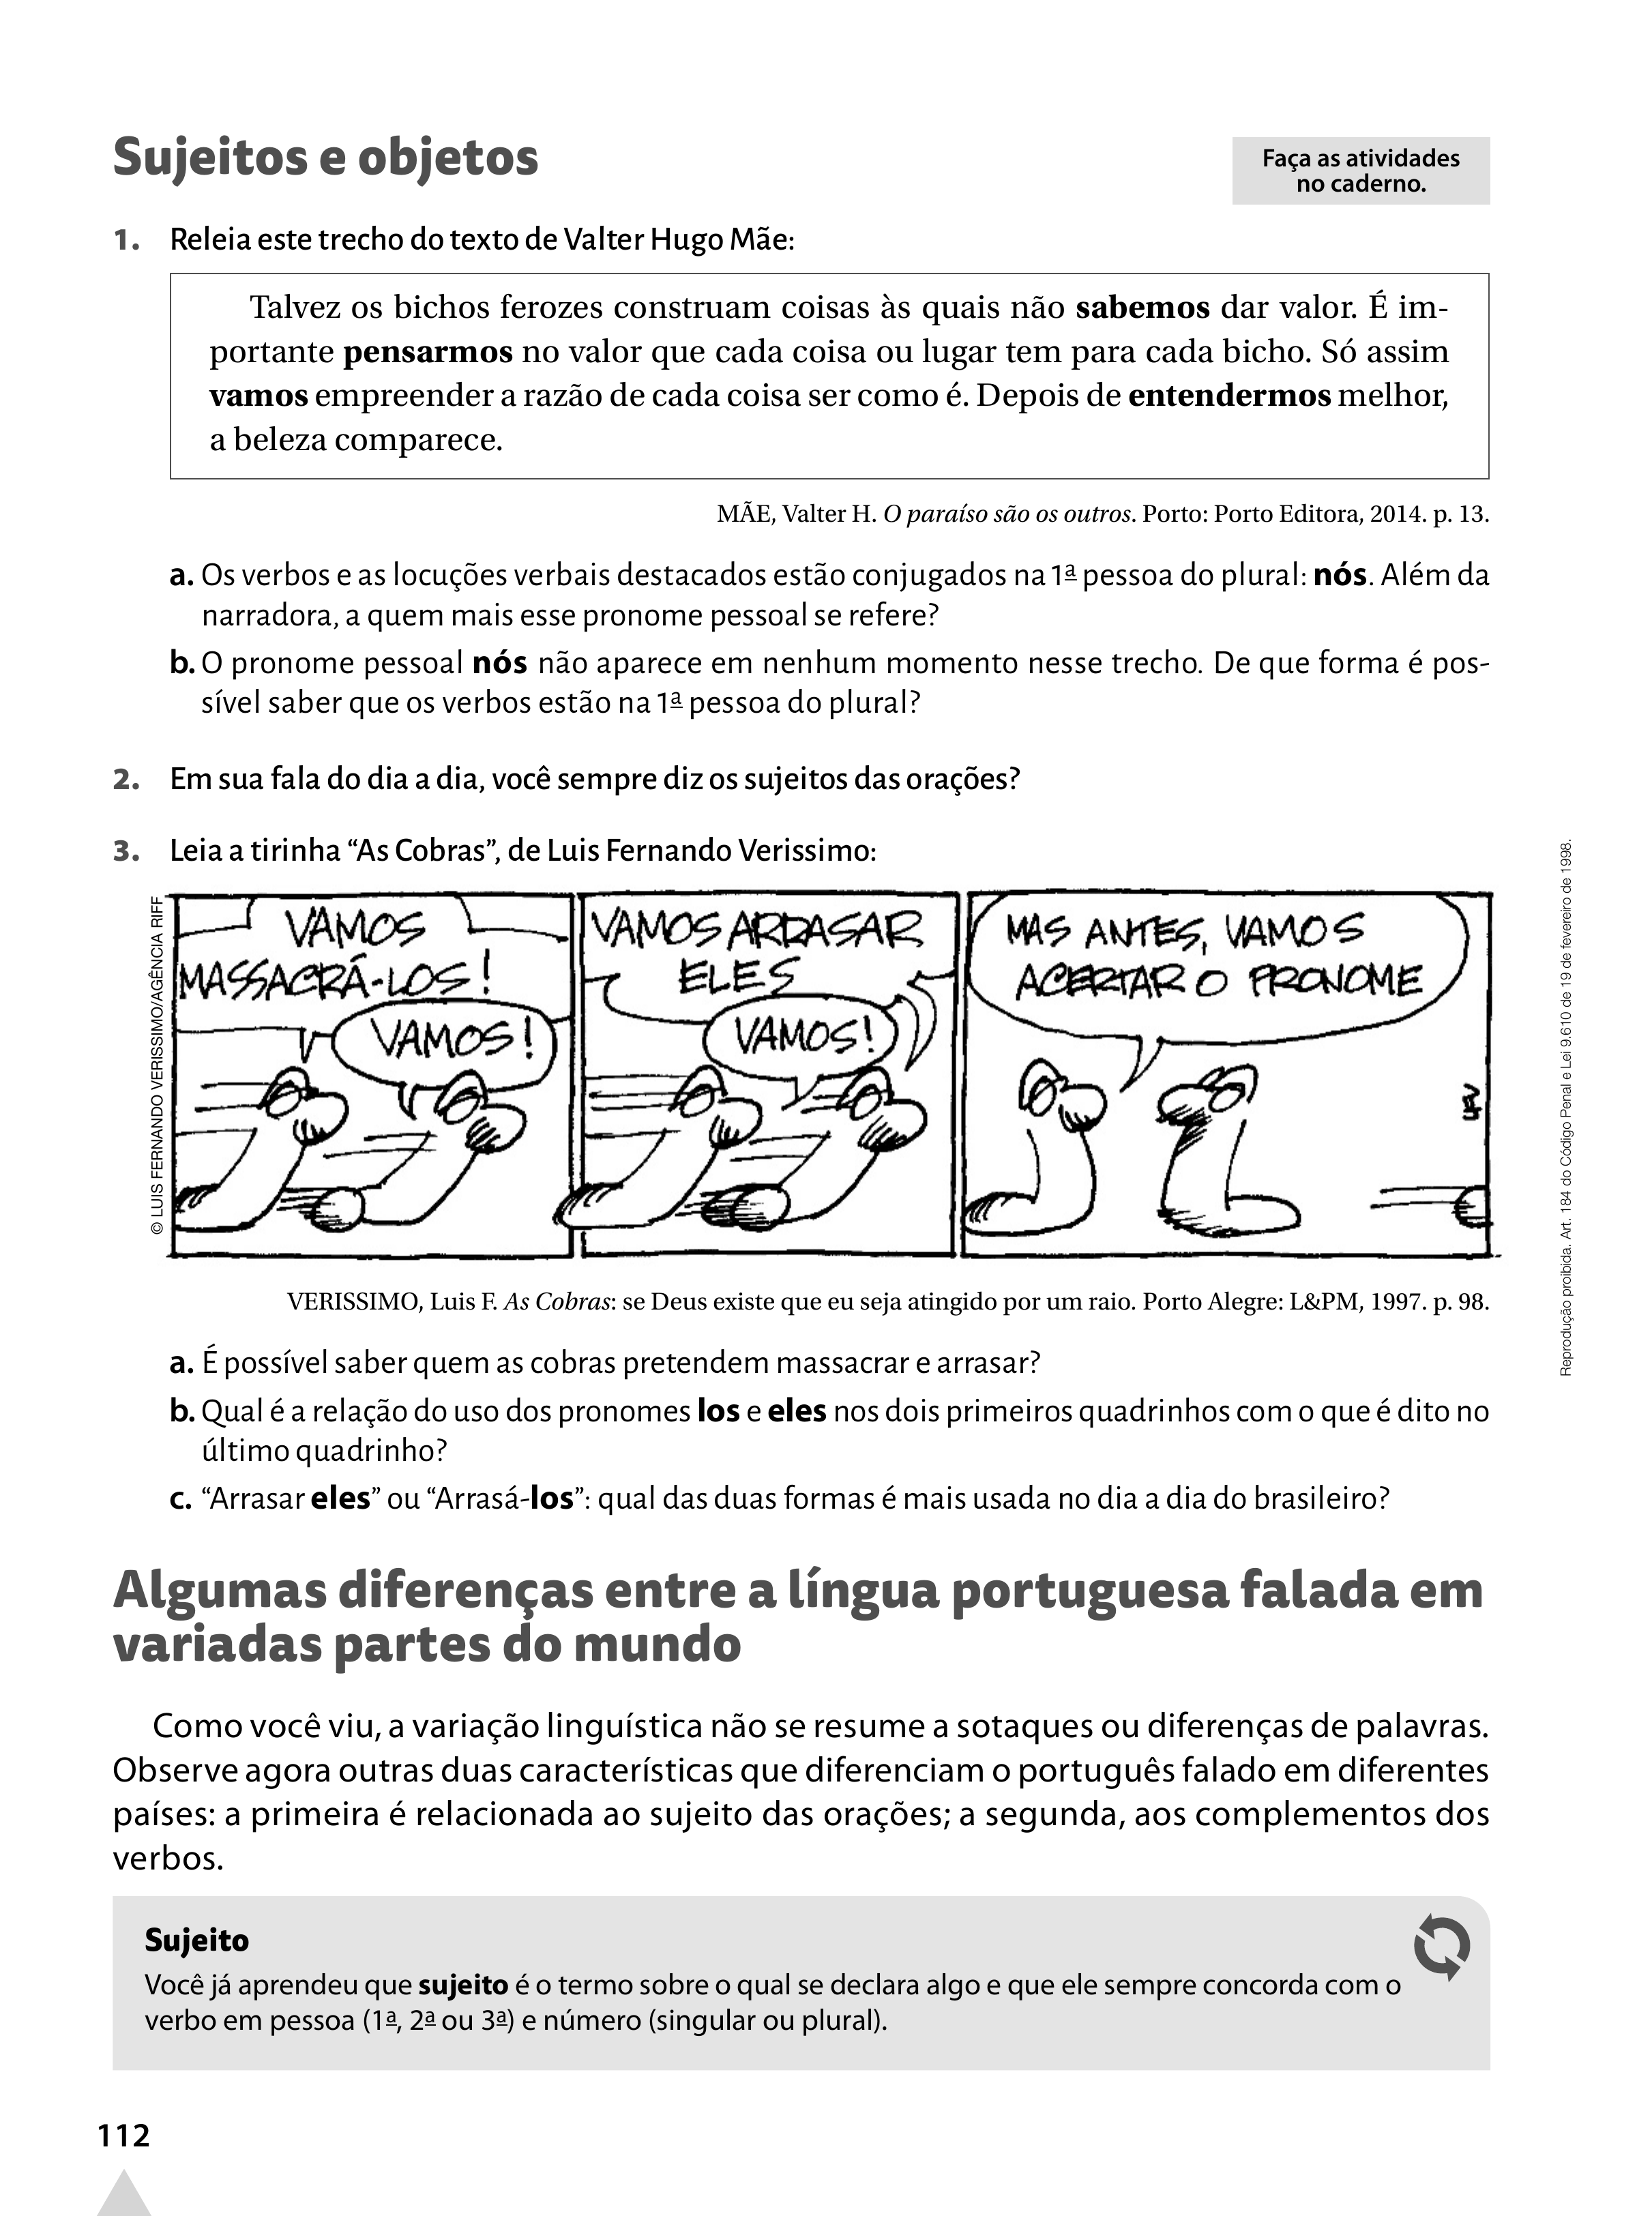 Sujeitos e objetos
Faça as atividades
no caderno.
1. Releia este trecho do texto de Valter Hugo Mãe:
Talvez os bichos ferozes construam coisas às quais não sabemos dar valor. É im-
portante pensarmos no valor que cada coisa ou lugar tem para cada bicho. Só assim
vamos empreender a razão de cada coisa ser como é. Depois de entendermos melhor,
a beleza comparece.
MÃE, Valter H. O paraíso são os outros. Porto: Porto Editora, 2014. p. 13.
a. Os verbos e as locuções verbais destacados estão conjugados na 1ª pessoa do plural: nós. Além da
narradora, a quem mais esse pronome pessoal se refere?
b. O pronome pessoal nós não aparece em nenhum momento nesse trecho. De que forma é pos-
sível saber que os verbos estão na 1ª pessoa do plural?
2. Em sua fala do dia a dia, você sempre diz os sujeitos das orações?
3. Leia a tirinha “As Cobras”, de Luis Fernando Verissimo:
© LUIS FERNANDO VERISSIMO/AGÊNCIA RIFF
VAMOS
MASSACRÁ-LOS!
VAMOS!
VAMOS ARRASAR
ELES
VAMOS!
MAS ANTES, VAMOS
ACERTAR O PRONOME
LFV
VERISSIMO, Luis F. As Cobras: se Deus existe que eu seja atingido por um raio. Porto Alegre: L&PM, 1997. p. 98.
a. É possível saber quem as cobras pretendem massacrar e arrasar?
b. Qual é a relação do uso dos pronomes los e eles nos dois primeiros quadrinhos com o que é dito no
último quadrinho?
c. “Arrasar eles” ou “Arrasá-los”: qual das duas formas é mais usada no dia a dia do brasileiro?
Algumas diferenças entre a língua portuguesa falada em
variadas partes do mundo
Como você viu, a variação linguística não se resume a sotaques ou diferenças de palavras.
Observe agora outras duas características que diferenciam o português falado em diferentes
países: a primeira é relacionada ao sujeito das orações; a segunda, aos complementos dos
verbos.
Sujeito
Você já aprendeu que sujeito é o termo sobre o qual se declara algo e que ele sempre concorda com o
verbo em pessoa (1ª, 2ª ou 3ª) e número (singular ou plural).
112
Reprodução proibida. Art. 184 do Código Penal e Lei 9.610 de 19 de fevereiro de 1998.